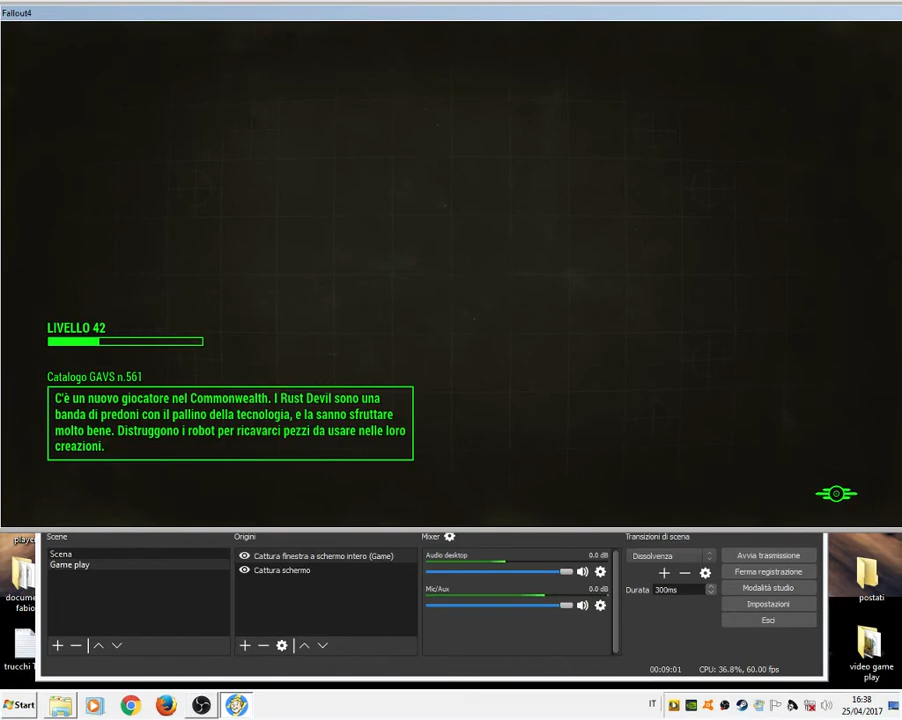 Fallout4
LIVELLO 42
Catalogo GAVS n.561
C'è un nuovo giocatore nel Commonwealth. I Rust Devil sono una
banda di predoni con il pallino della tecnologia, e la sanno sfruttare
molto bene. Distruggono i robot per ricavarci pezzi da usare nelle loro
creazioni.
Scene
Origini
Mixer
Transizioni di scena
Scena
Game play
Cattura finestra a schermo intero (Game)
Cattura schermo
Audio desktop 0.0 dB
Mic/Aux 0.0 dB
Dissolvenza
Durata 300ms
Avvia trasmissione
Ferma registrazione
Modalità studio
Impostazioni
Esci
00:09:01 CPU: 36.8%, 60.00 fps
docume
fabio
trucchi
postati
video game
play
Start
IT
16:38
25/04/2017